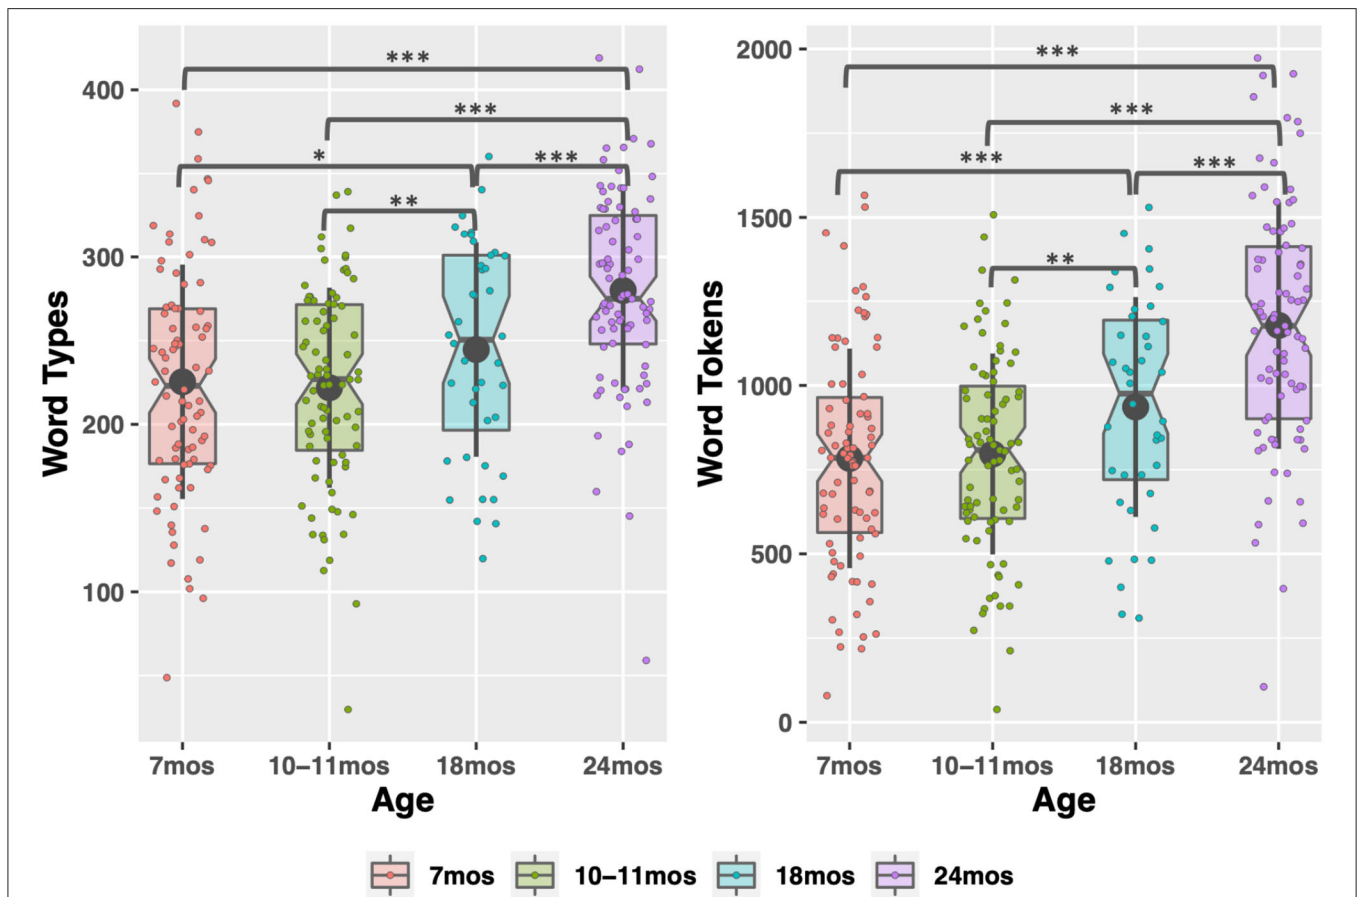 Word Types
400
300
200
100
***
***
*
***
**
7mos
10–11mos
18mos
24mos
Age
Word Tokens
2000
1500
1000
500
0
***
***
***
***
**
7mos
10–11mos
18mos
24mos
Age
7mos
10–11mos
18mos
24mos